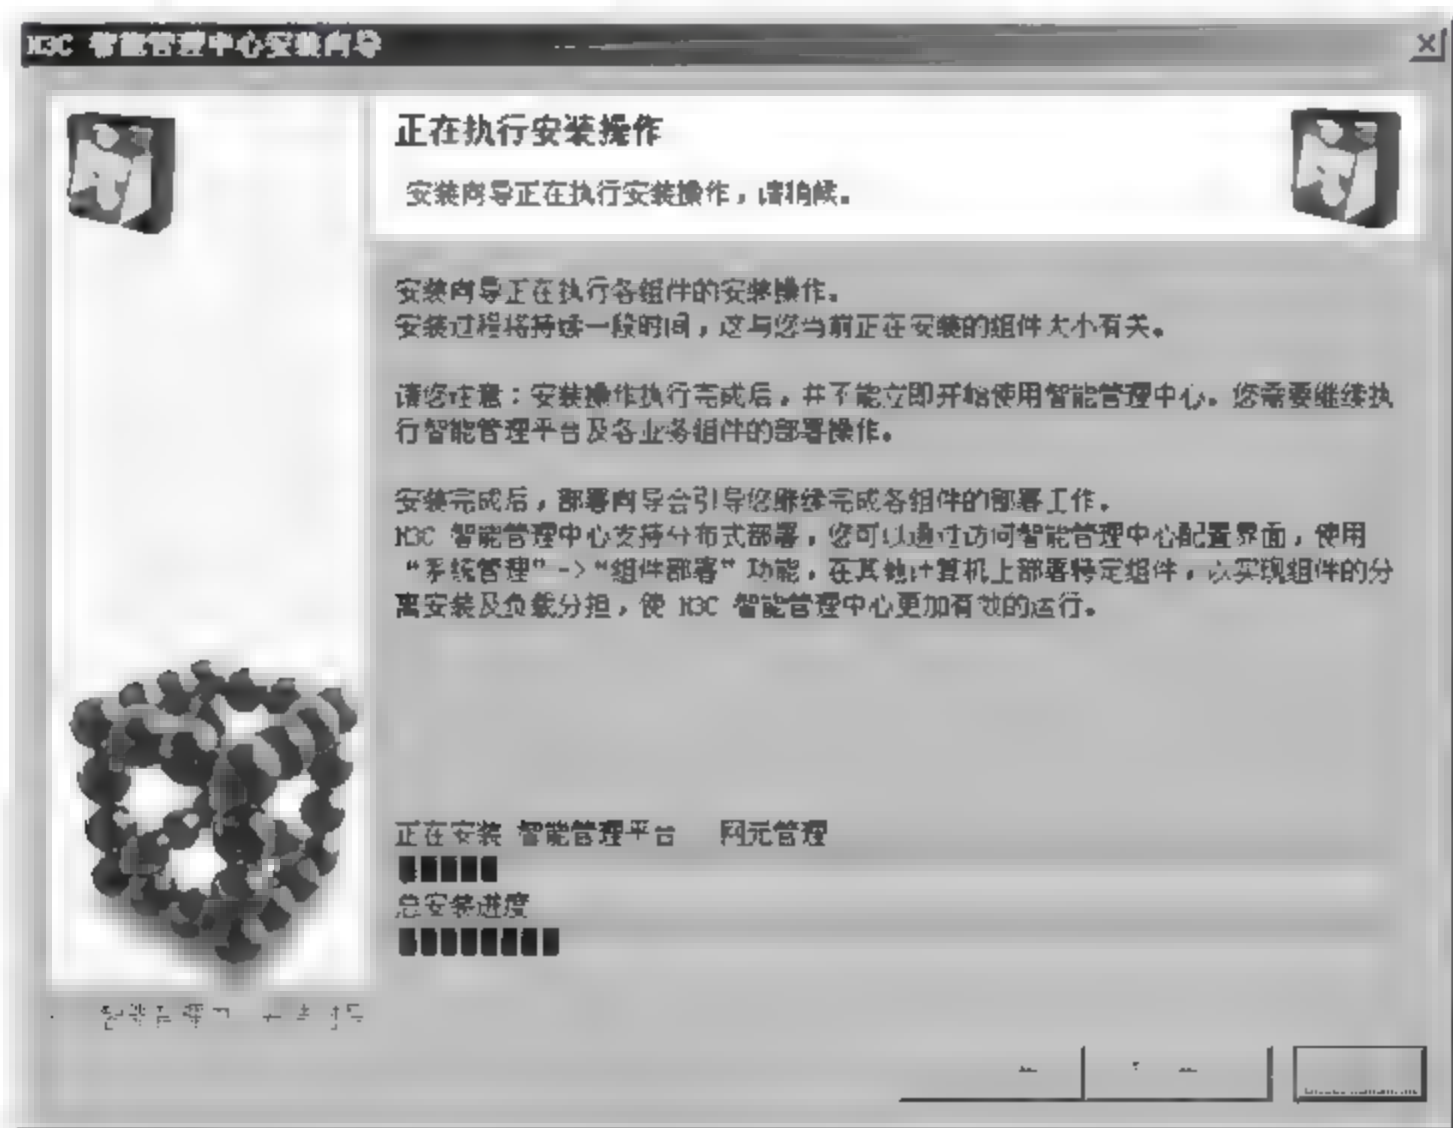 H3C 智能管理中心安装向导
正在执行安装操作
安装向导正在执行安装操作，请稍候。
安装向导正在执行各组件的安装操作。
安装过程将持续一段时间，这与您当前正在安装的组件大小有关。
请您注意：安装操作执行完成后，并不能立即开始使用智能管理中心。您需要继续执
行智能管理平台及各业务组件的部署操作。
安装完成后，部署向导会引导您继续完成各组件的部署工作。
H3C 智能管理中心支持分布式部署，您可以通过访问智能管理中心配置界面，使用
“系统管理”->“组件部署”功能，在其他计算机上部署特定组件，以实现组件的分
离安装及负载分担，使 H3C 智能管理中心更加有效的运行。
正在安装 智能管理平台 网元管理
总安装进度